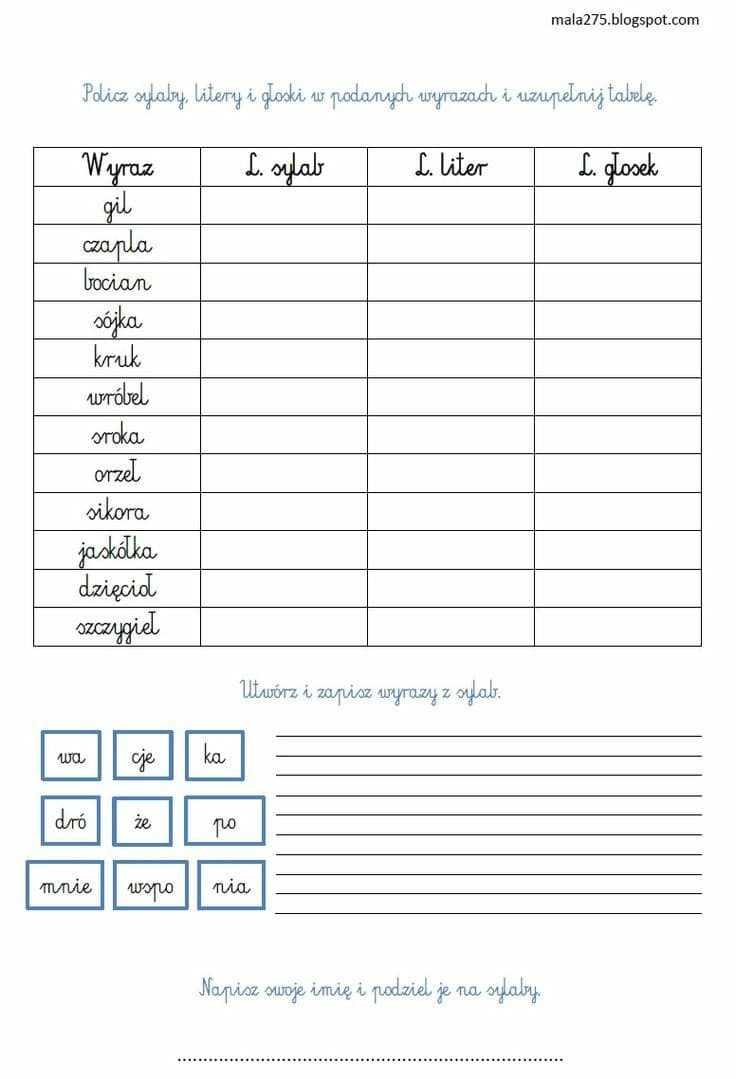 mala275.blogspot.com
Policz sylaby, litery i głoski w podanych wyrazach i uzupełnij tabelę.
Wyraz L. sylab L. liter L. głosek
gil
czapla
bocian
sójka
kruk
wróbel
sroka
orzeł
sikora
jaskółka
dzięcioł
szczygieł
Utwórz i zapisz wyrazy z sylab.
wa cje ka
dró że po
mnie wspo nia
Napisz swoje imię i podziel je na sylaby.